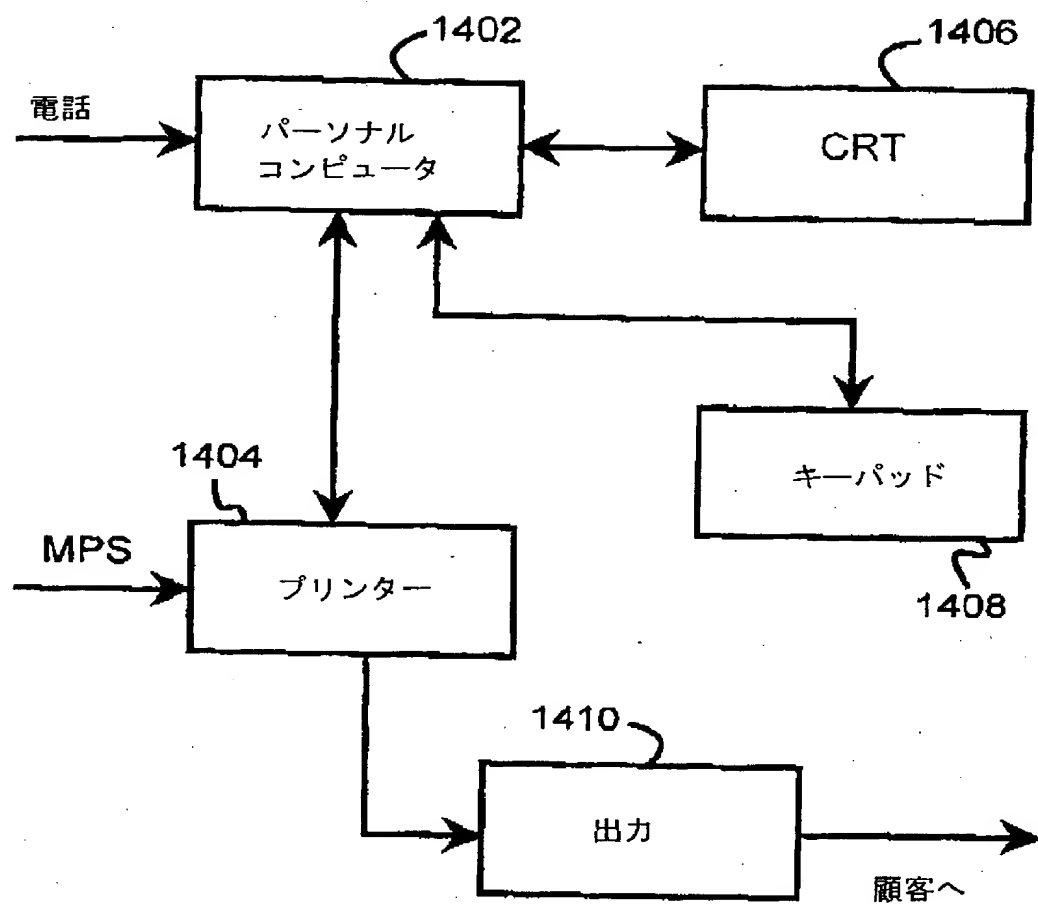 1402
1406
電話
パーソナル
コンピュータ
CRT
1404
キーパッド
MPS
プリンター
1408
1410
出力
顧客へ